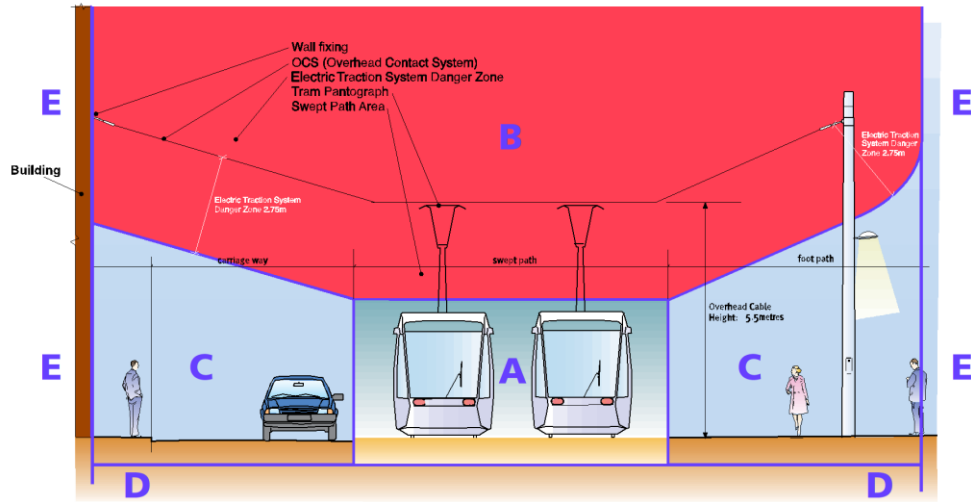 Wall fixing
OCS (Overhead Contact System)
Electric Traction System Danger Zone
Tram Pantograph
Swept Path Area
E
B
E
Electric Traction
System Danger
Zone 2.75m
Building
Electric Traction System
Danger Zone 2.75m
carriage way
swept path
foot path
Overhead Cable
Height: 5.5metres
E
C
A
C
E
D
D